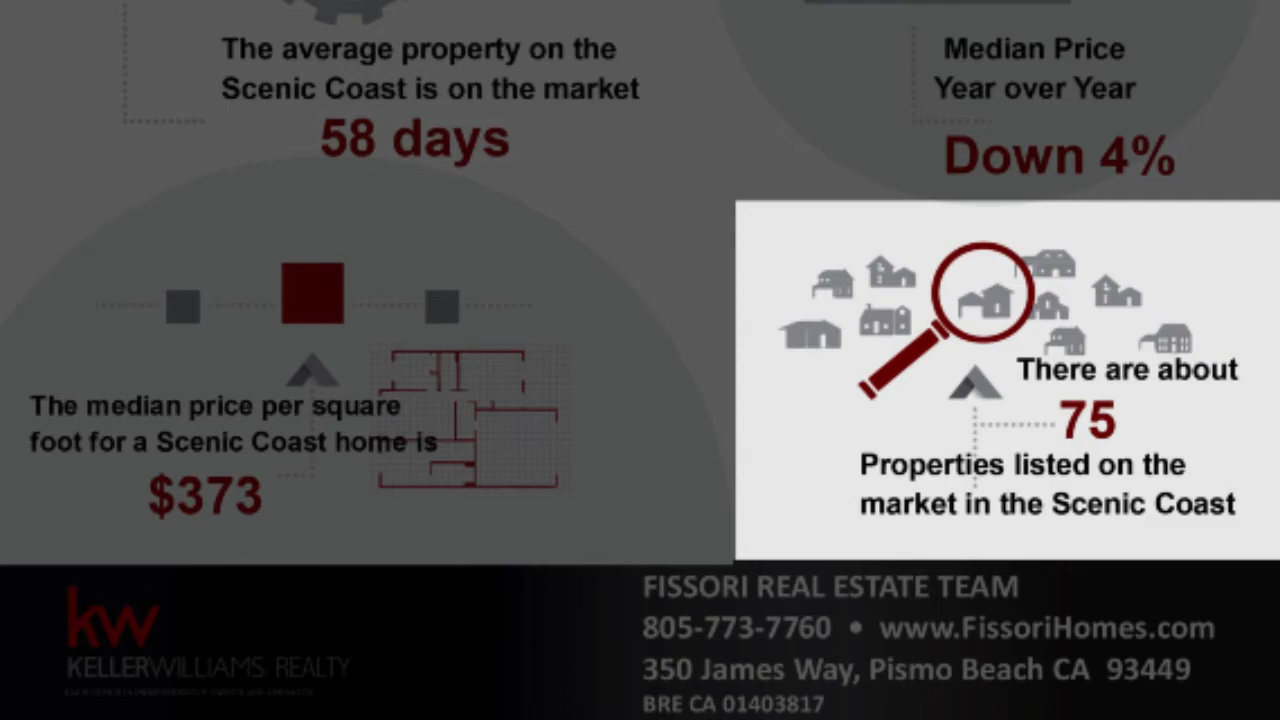 The average property on the
Scenic Coast is on the market
58 days
Median Price
Year over Year
Down 4%
The median price per square
foot for a Scenic Coast home is
$373
There are about
75
Properties listed on the
market in the Scenic Coast
kw
KELLERWILLIAMS. REALTY
FISSORI REAL ESTATE TEAM
805-773-7760 • www.FissoriHomes.com
350 James Way, Pismo Beach CA 93449
BRE CA 01403817